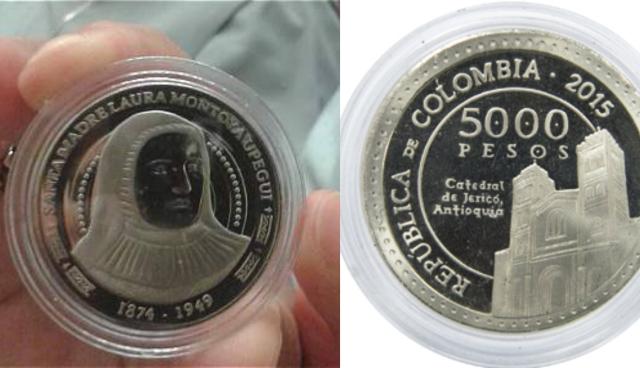 SANTA MADRE LAURA MONTOYA UPEGUI
1874 - 1949
REPÚBLICA DE COLOMBIA · 2015
5000
PESOS
Catedral
de Jericó,
Antioquia